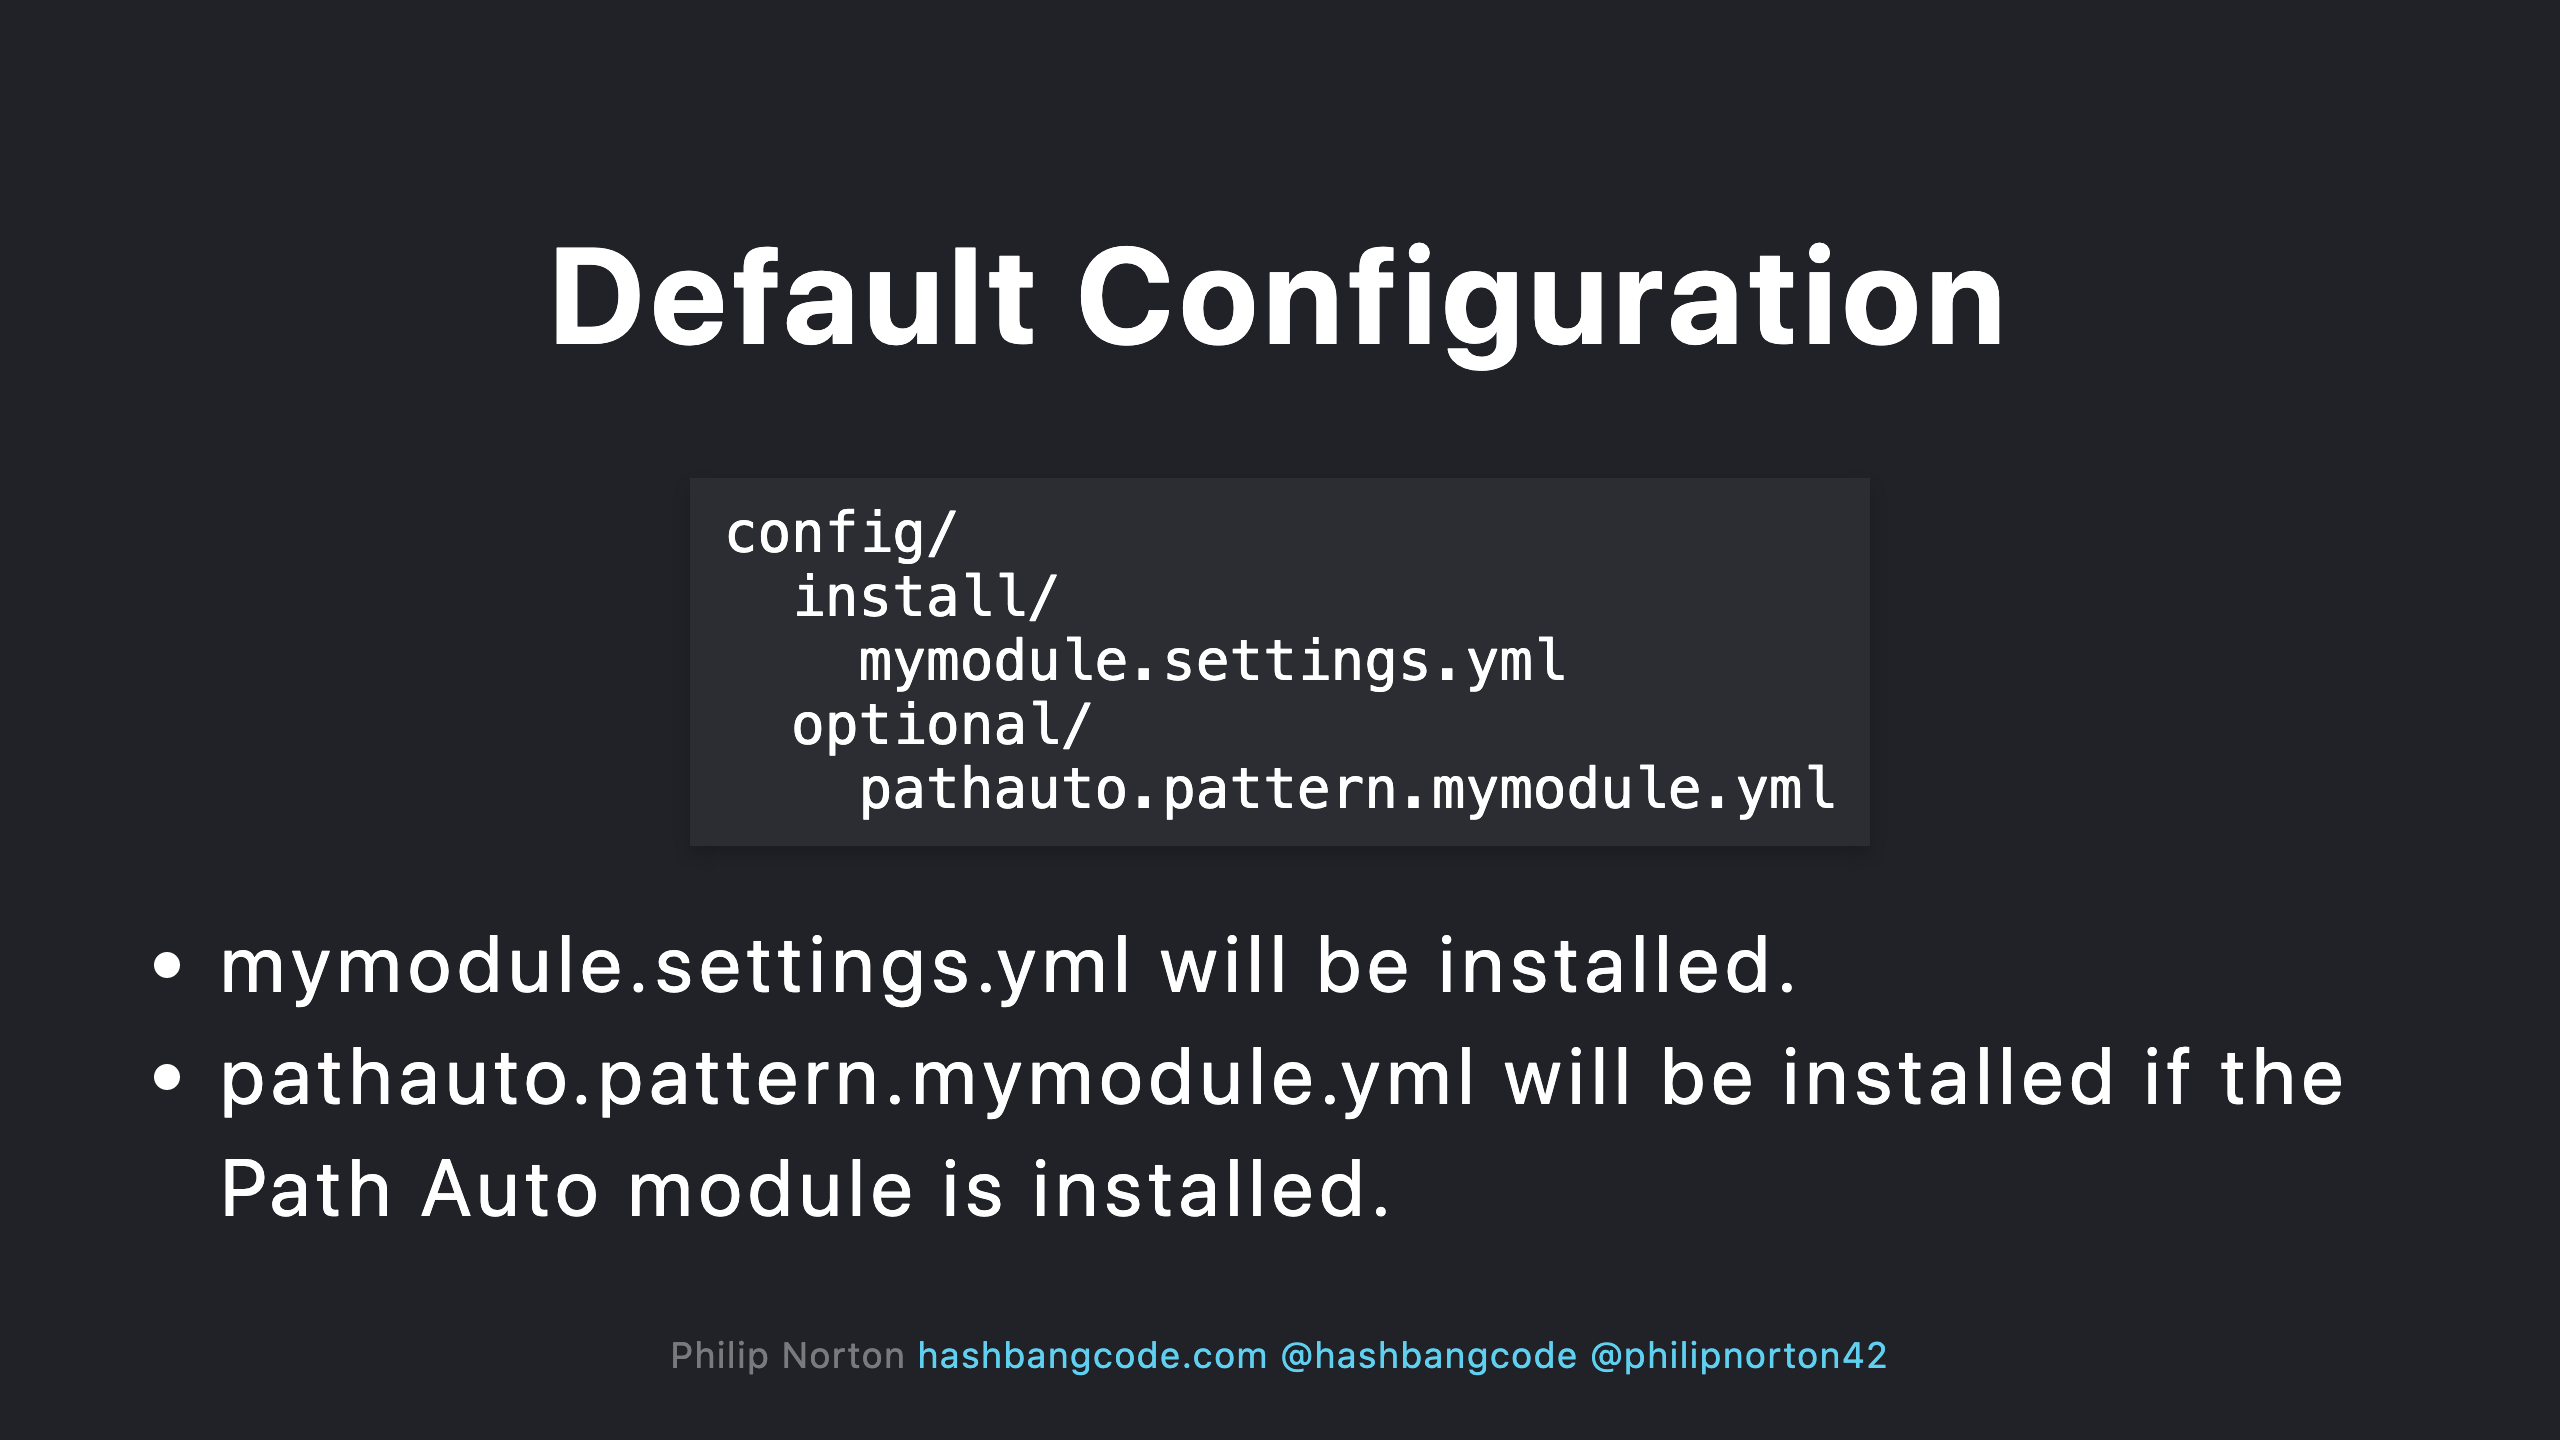 Default Configuration
config/
  install/
    mymodule.settings.yml
  optional/
    pathauto.pattern.mymodule.yml
• mymodule.settings.yml will be installed.
• pathauto.pattern.mymodule.yml will be installed if the
Path Auto module is installed.
Philip Norton hashbangcode.com @hashbangcode @philipnorton42